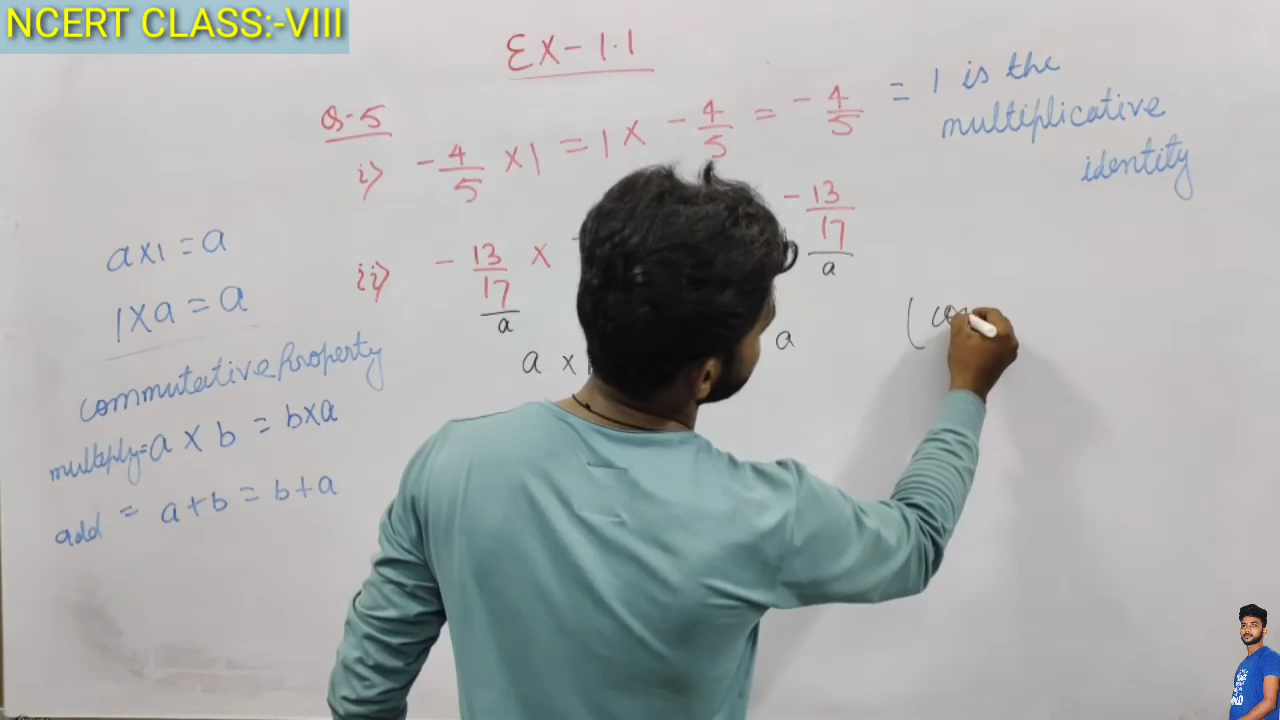 NCERT CLASS:-VIII
Ex-1.1
Q-5
i) -4/5 ×1 = 1 × -4/5 = -4/5 = 1 is the
multiplicative
identity
a×1 = a
ii) -13/17 × -13/17
a a
1×a = a
(co
a × a
commutative Property
multiply= a × b = b×a
add = a+b = b+a